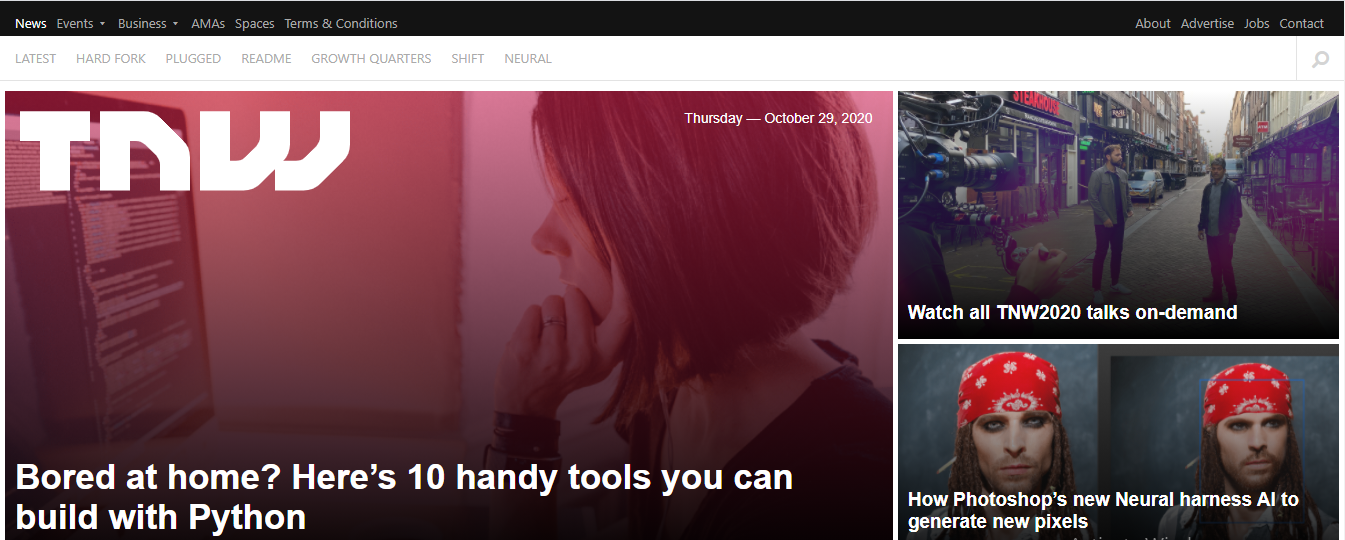 News Events Business AMAs Spaces Terms & Conditions About Advertise Jobs Contact
LATEST HARD FORK PLUGGED README GROWTH QUARTERS SHIFT NEURAL
TNW
Thursday — October 29, 2020
Bored at home? Here’s 10 handy tools you can
build with Python
STEAKHOUSE
Watch all TNW2020 talks on-demand
How Photoshop’s new Neural harness AI to
generate new pixels